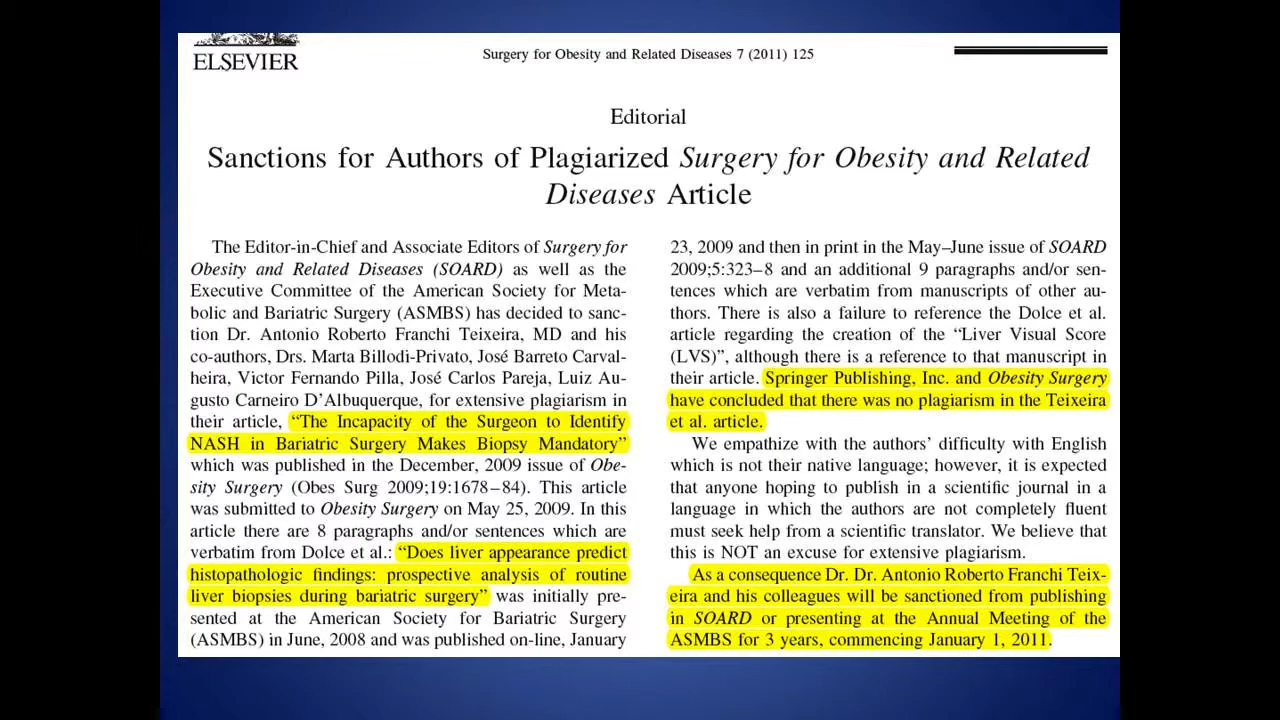 ELSEVIER
Surgery for Obesity and Related Diseases 7 (2011) 125
Editorial
Sanctions for Authors of Plagiarized Surgery for Obesity and Related
Diseases Article
The Editor-in-Chief and Associate Editors of Surgery for
Obesity and Related Diseases (SOARD) as well as the
Executive Committee of the American Society for Meta-
bolic and Bariatric Surgery (ASMBS) has decided to sanc-
tion Dr. Antonio Roberto Franchi Teixeira, MD and his
co-authors, Drs. Marta Billodi-Privato, José Barreto Carval-
heira, Victor Fernando Pilla, José Carlos Pareja, Luiz Au-
gusto Carneiro D’Albuquerque, for extensive plagiarism in
their article, “The Incapacity of the Surgeon to Identify
NASH in Bariatric Surgery Makes Biopsy Mandatory”
which was published in the December, 2009 issue of Obe-
sity Surgery (Obes Surg 2009;19:1678–84). This article
was submitted to Obesity Surgery on May 25, 2009. In this
article there are 8 paragraphs and/or sentences which are
verbatim from Dolce et al.: “Does liver appearance predict
histopathologic findings: prospective analysis of routine
liver biopsies during bariatric surgery” was initially pre-
sented at the American Society for Bariatric Surgery
(ASMBS) in June, 2008 and was published on-line, January
23, 2009 and then in print in the May–June issue of SOARD
2009;5:323–8 and an additional 9 paragraphs and/or sen-
tences which are verbatim from manuscripts of other au-
thors. There is also a failure to reference the Dolce et al.
article regarding the creation of the “Liver Visual Score
(LVS)”, although there is a reference to that manuscript in
their article. Springer Publishing, Inc. and Obesity Surgery
have concluded that there was no plagiarism in the Teixeira
et al. article.
We empathize with the authors’ difficulty with English
which is not their native language; however, it is expected
that anyone hoping to publish in a scientific journal in a
language in which the authors are not completely fluent
must seek help from a scientific translator. We believe that
this is NOT an excuse for extensive plagiarism.
As a consequence Dr. Dr. Antonio Roberto Franchi Teix-
eira and his colleagues will be sanctioned from publishing
in SOARD or presenting at the Annual Meeting of the
ASMBS for 3 years, commencing January 1, 2011.